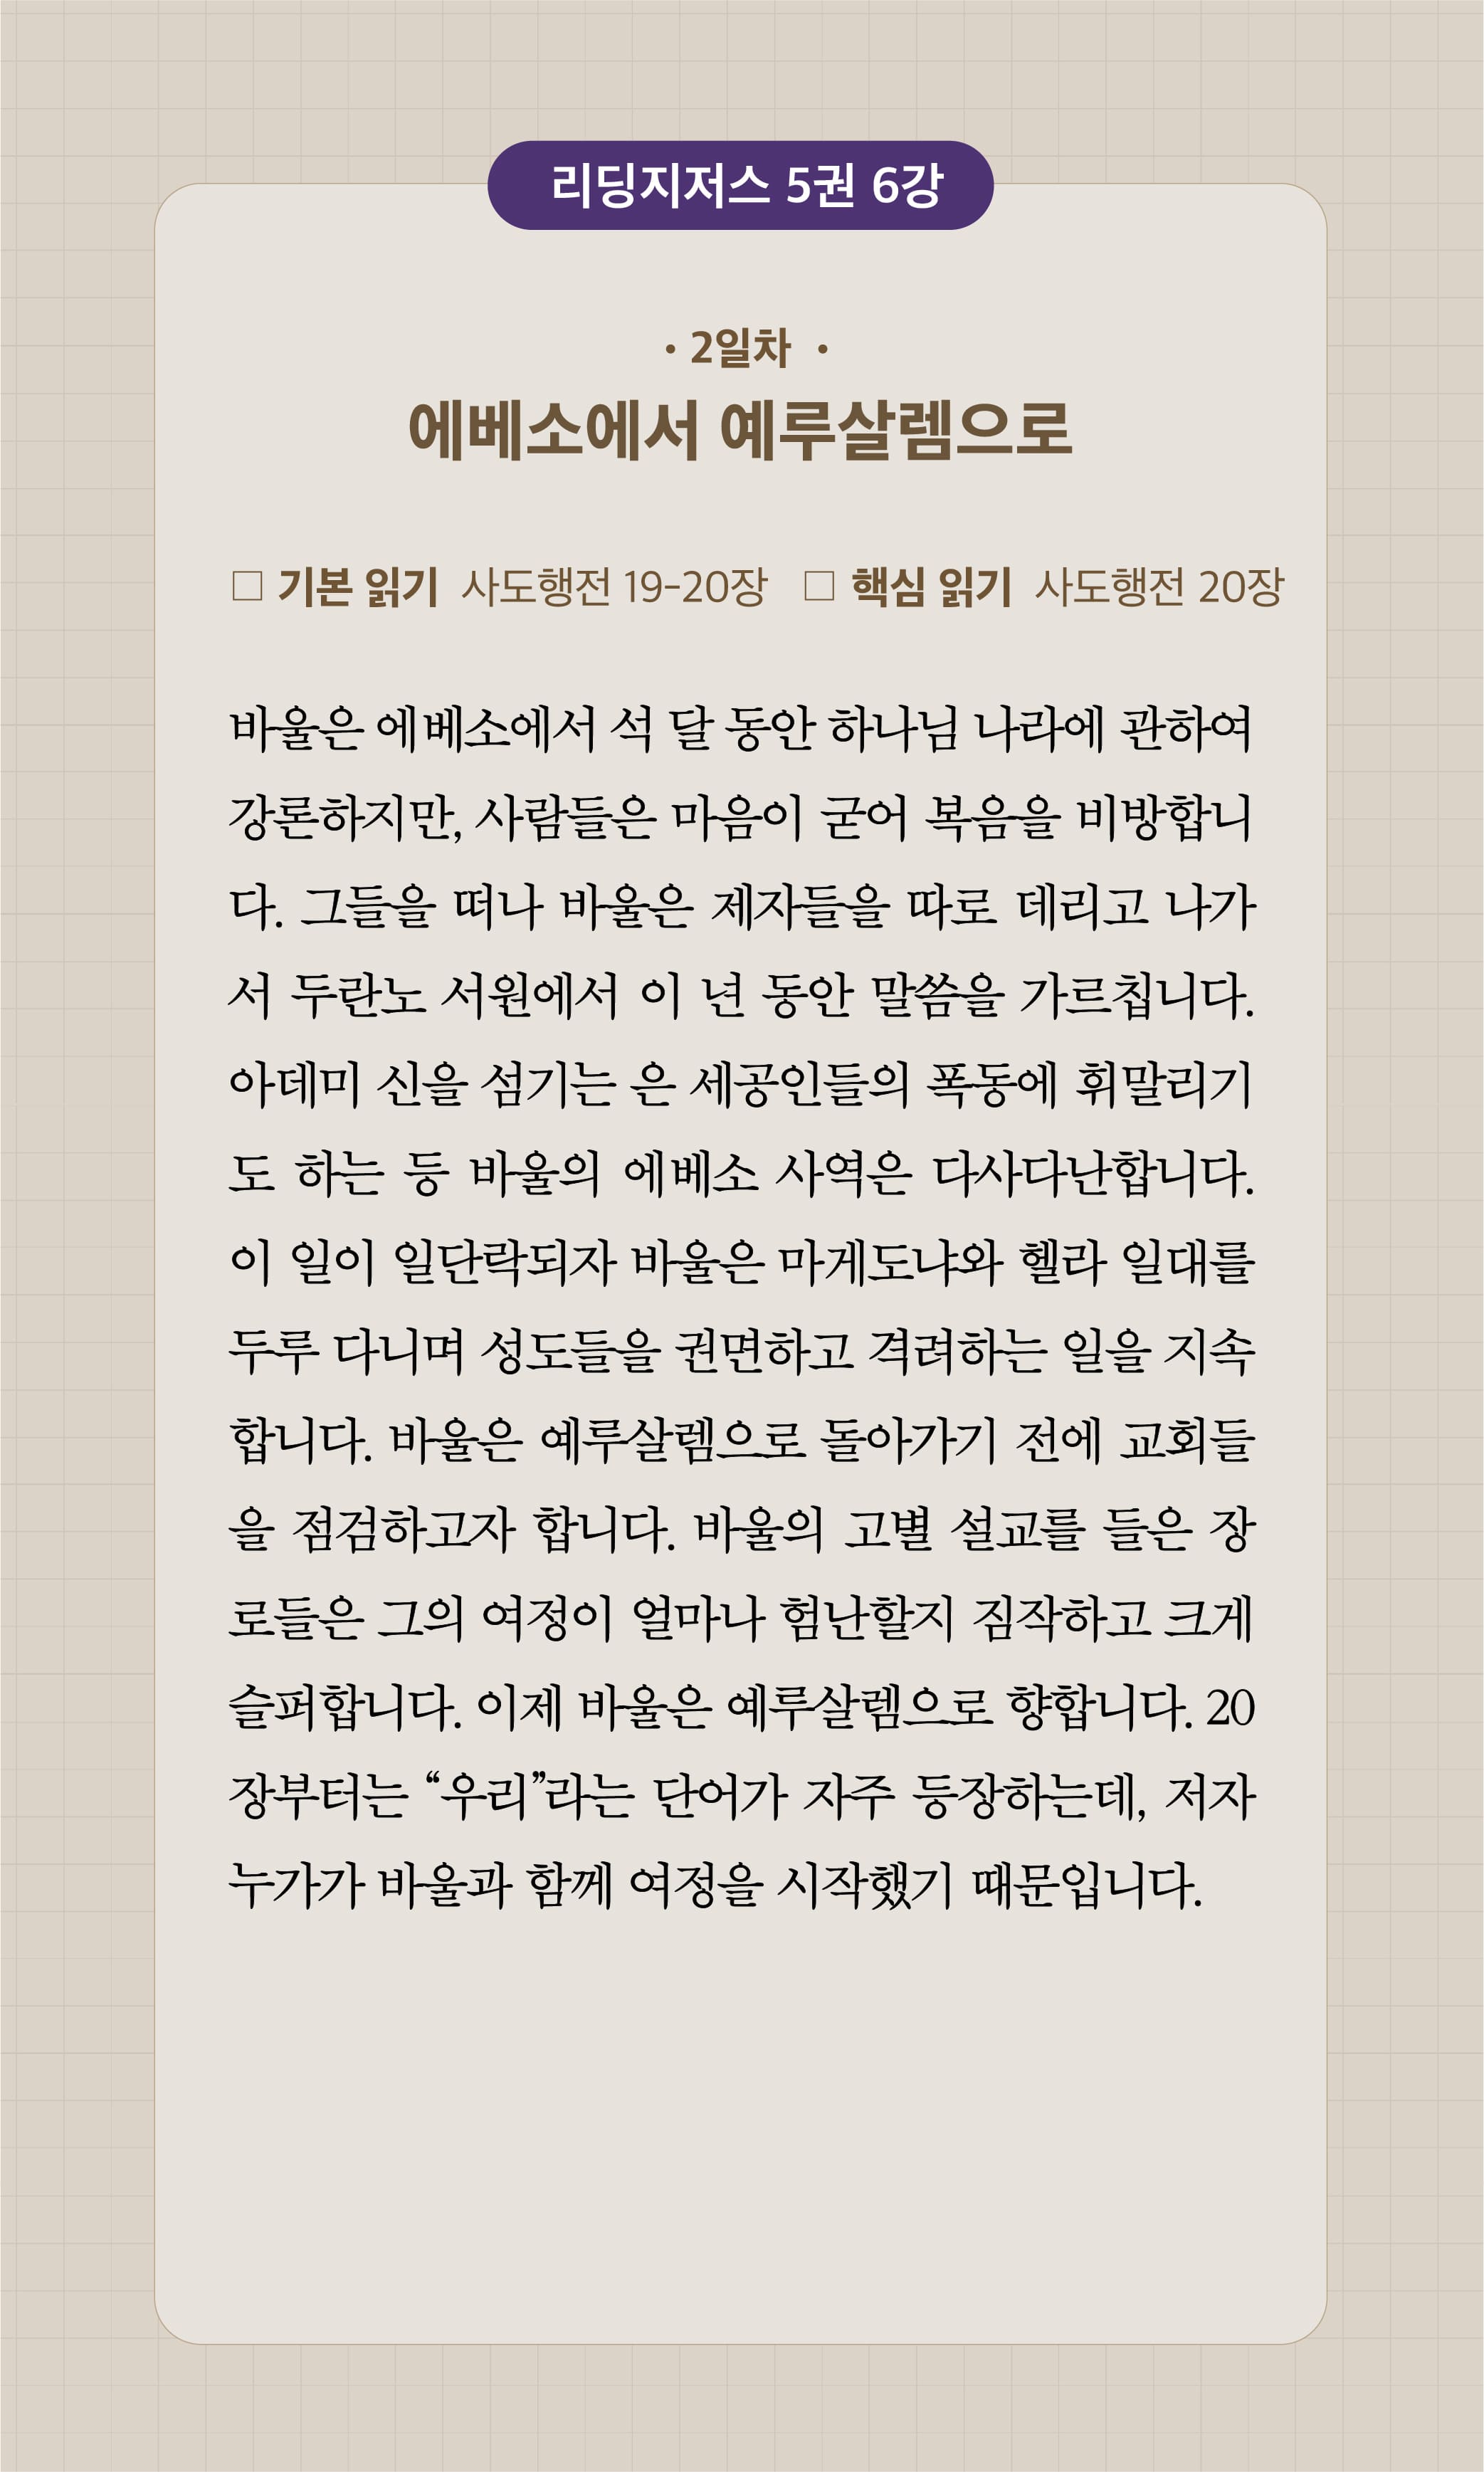 리딩지저스 5권 6강
· 2일차 ·
에베소에서 예루살렘으로
□ 기본 읽기 사도행전 19-20장 □ 핵심 읽기 사도행전 20장
바울은 에베소에서 석 달 동안 하나님 나라에 관하여
강론하지만, 사람들은 마음이 굳어 복음을 비방합니
다. 그들을 떠나 바울은 제자들을 따로 데리고 나가
서 두란노 서원에서 이 년 동안 말씀을 가르칩니다.
아데미 신을 섬기는 은 세공인들의 폭동에 휘말리기
도 하는 등 바울의 에베소 사역은 다사다난합니다.
이 일이 일단락되자 바울은 마게도냐와 헬라 일대를
두루 다니며 성도들을 권면하고 격려하는 일을 지속
합니다. 바울은 예루살렘으로 돌아가기 전에 교회들
을 점검하고자 합니다. 바울의 고별 설교를 들은 장
로들은 그의 여정이 얼마나 험난할지 짐작하고 크게
슬퍼합니다. 이제 바울은 예루살렘으로 향합니다. 20
장부터는 “우리”라는 단어가 자주 등장하는데, 저자
누가가 바울과 함께 여정을 시작했기 때문입니다.